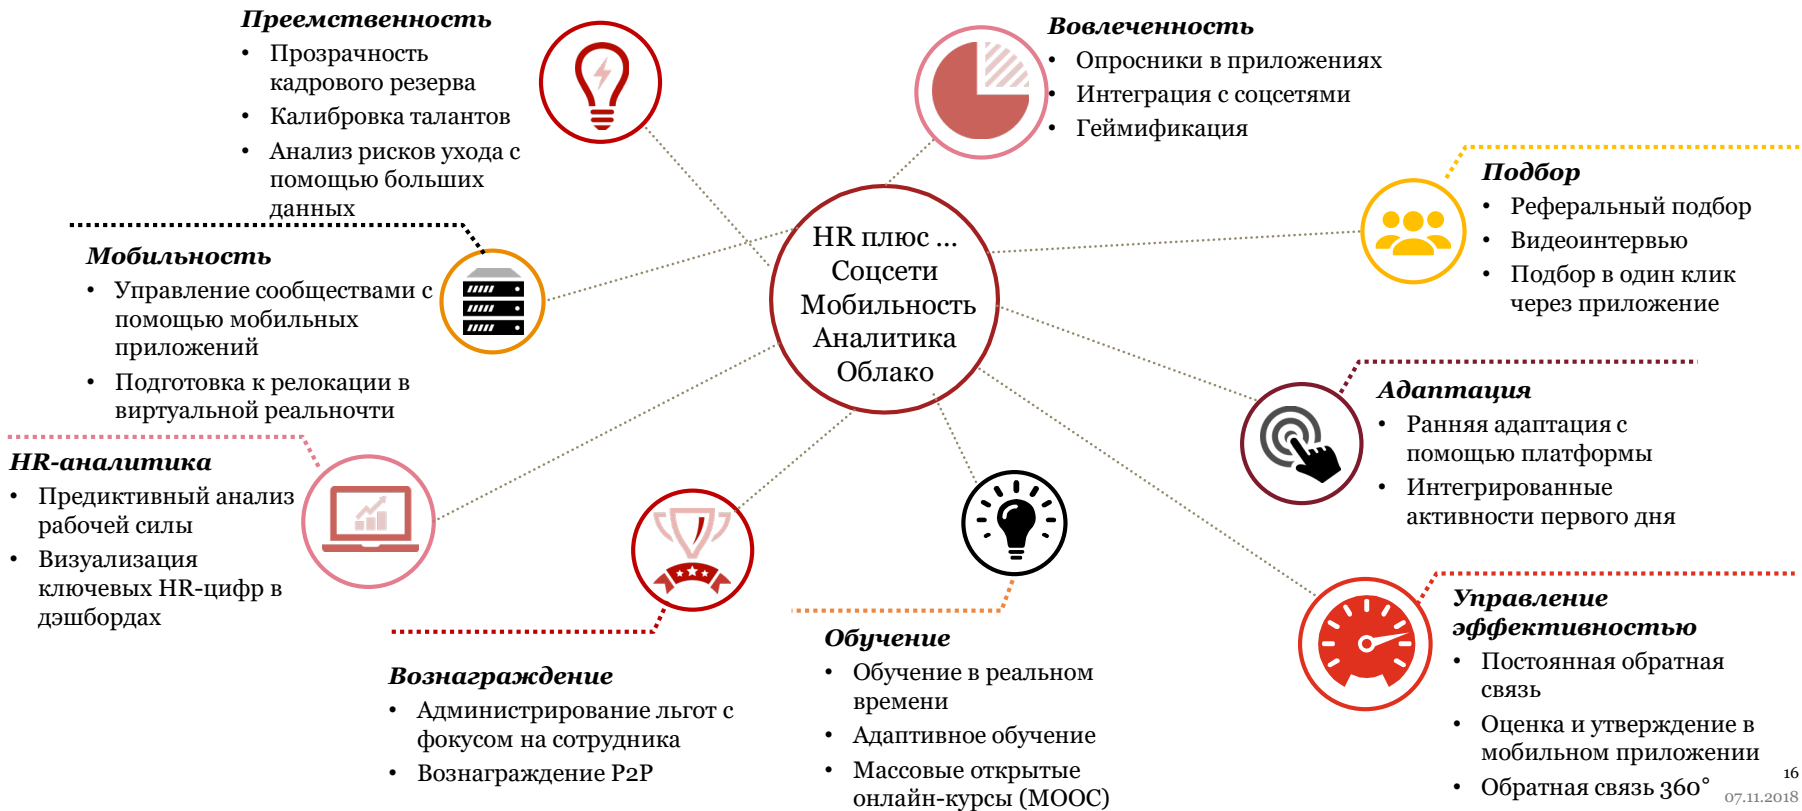 Преемственность
• Прозрачность
кадрового резерва
• Калибровка талантов
• Анализ рисков ухода с
помощью больших
данных
Вовлеченность
• Опросники в приложениях
• Интеграция с соцсетями
• Геймификация
Подбор
• Реферальный подбор
• Видеоинтервью
• Подбор в один клик
через приложение
HR плюс ...
Соцсети
Мобильность
Аналитика
Облако
Мобильность
• Управление сообществами с
помощью мобильных
приложений
• Подготовка к релокации в
виртуальной реальночти
Адаптация
• Ранняя адаптация с
помощью платформы
• Интегрированные
активности первого дня
HR-аналитика
• Предиктивный анализ
рабочей силы
• Визуализация
ключевых HR-цифр в
дэшбордах
Вознаграждение
• Администрирование льгот с
фокусом на сотрудника
• Вознаграждение P2P
Обучение
• Обучение в реальном
времени
• Адаптивное обучение
• Массовые открытые
онлайн-курсы (МООС)
Управление
эффективностью
• Постоянная обратная
связь
• Оценка и утверждение в
мобильном приложении
• Обратная связь 360°
16
07.11.2018